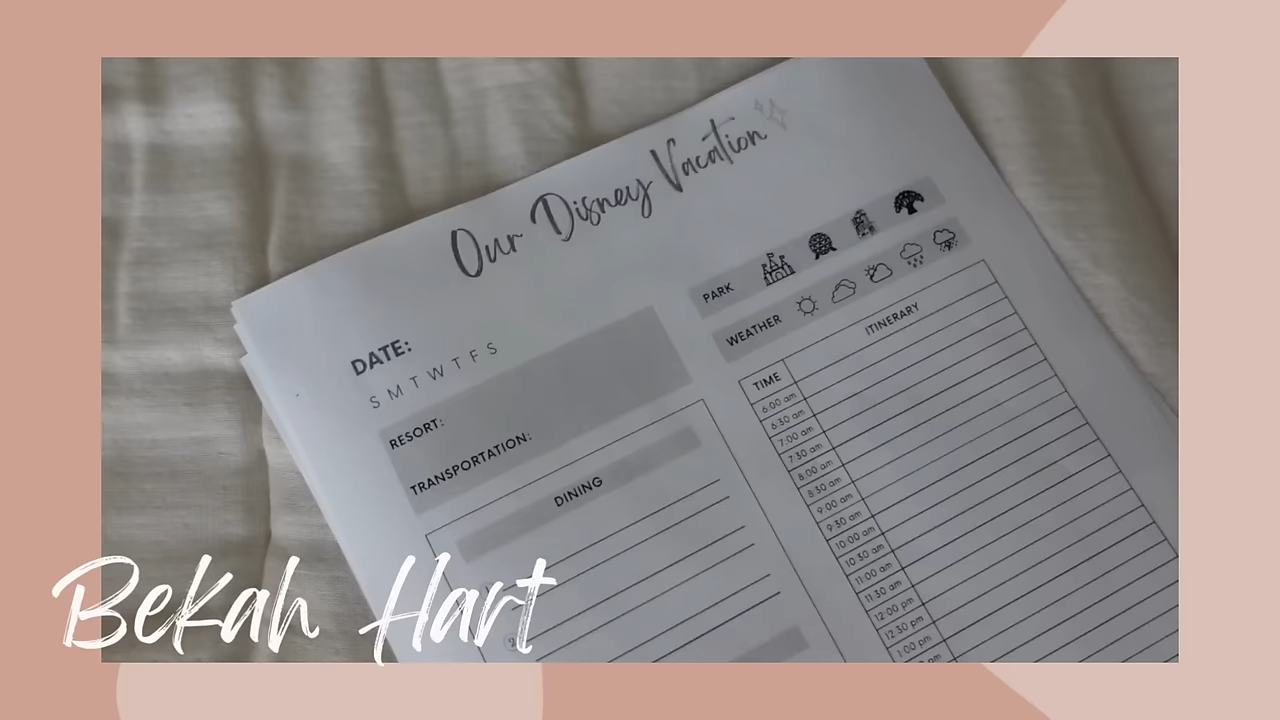 Our Disney Vacation
DATE:
S M T W T F S
RESORT:
TRANSPORTATION:
DINING
PARK
WEATHER
ITINERARY
TIME
6:00 am
6:30 am
7:00 am
7:30 am
8:00 am
8:30 am
9:00 am
9:30 am
10:00 am
10:30 am
11:00 am
11:30 am
12:00 pm
12:30 pm
1:00 pm
pm
Bekah Hart